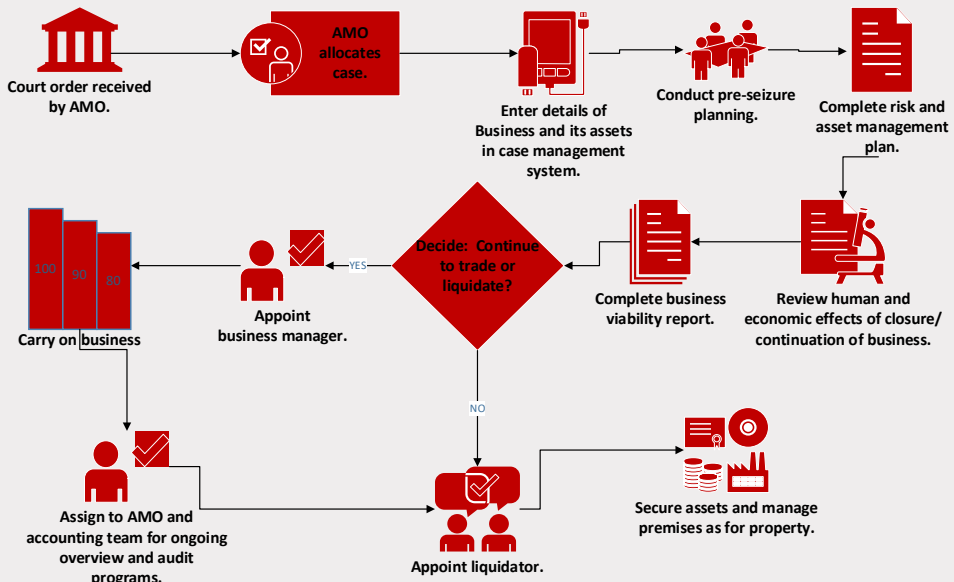 Court order received
by AMO.
AMO
allocates
case.
Enter details of
Business and its assets
in case management
system.
Conduct pre-seizure
planning.
Complete risk and
asset management
plan.
Review human and
economic effects of closure/
continuation of business.
Complete business
viability report.
Decide: Continue
to trade or
liquidate?
YES
Appoint
business manager.
100
90
80
Carry on business
Assign to AMO and
accounting team for ongoing
overview and audit
programs.
NO
Appoint liquidator.
Secure assets and manage
premises as for property.